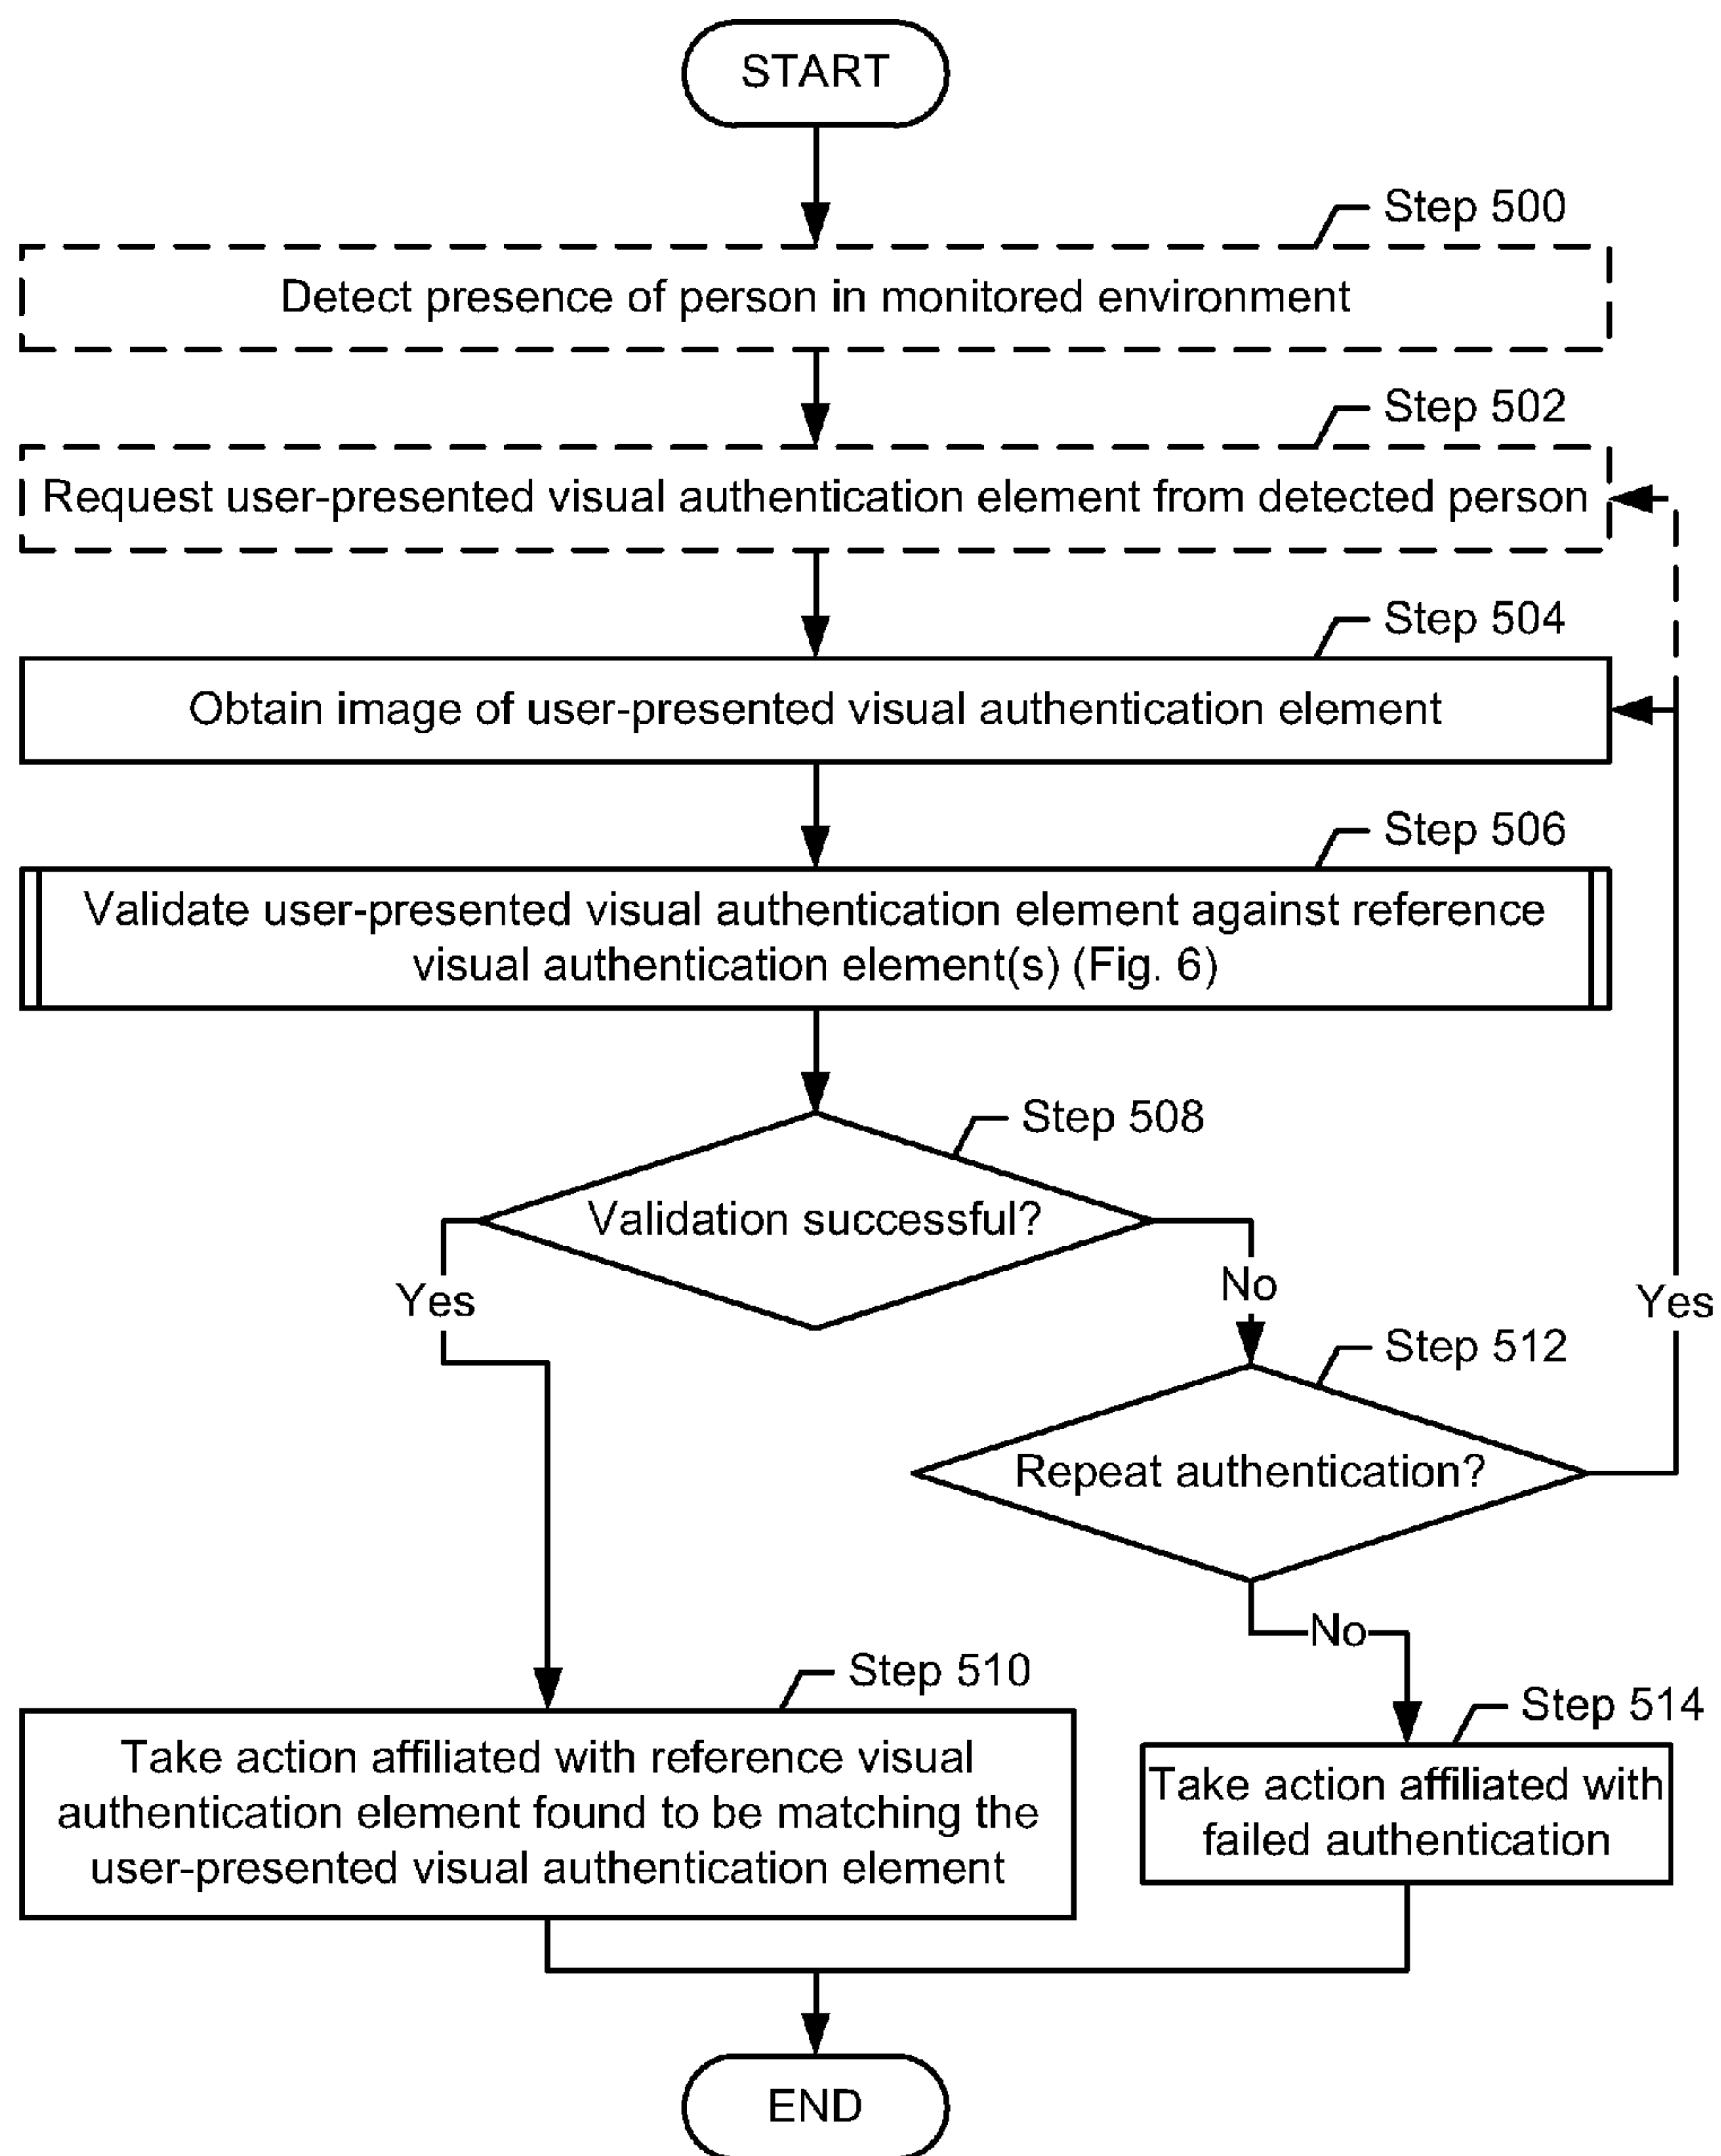 START
Step 500
Detect presence of person in monitored environment
Step 502
Request user-presented visual authentication element from detected person
Step 504
Obtain image of user-presented visual authentication element
Step 506
Validate user-presented visual authentication element against reference
visual authentication element(s) (Fig. 6)
Step 508
Validation successful?
Yes
No
Yes
Step 512
Repeat authentication?
No
Step 510
Take action affiliated with reference visual
authentication element found to be matching the
user-presented visual authentication element
Step 514
Take action affiliated with
failed authentication
END